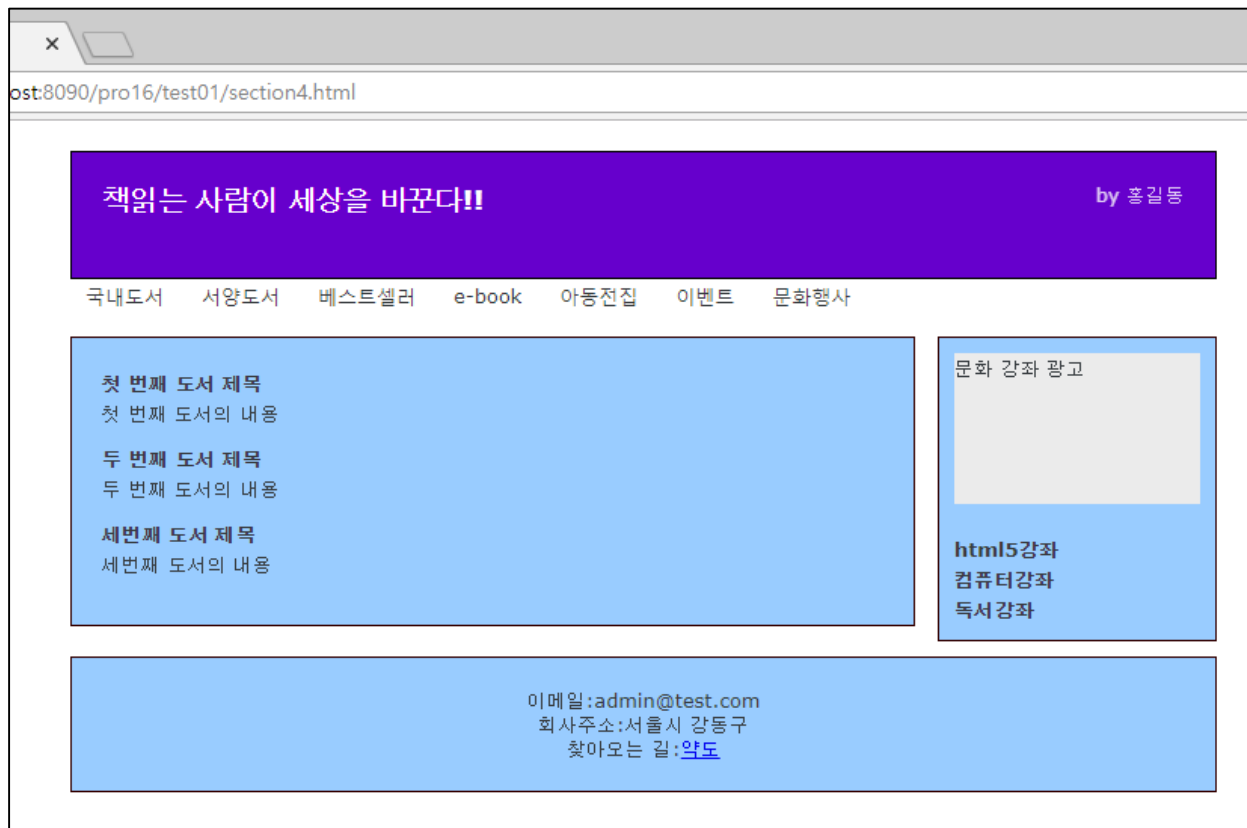 ost:8090/pro16/test01/section4.html
책읽는 사람이 세상을 바꾼다!!
by 홍길동
국내도서 서양도서 베스트셀러 e-book 아동전집 이벤트 문화행사
첫 번째 도서 제목
첫 번째 도서의 내용
두 번째 도서 제목
두 번째 도서의 내용
세번째 도서 제목
세번째 도서의 내용
문화 강좌 광고
html5강좌
컴퓨터강좌
독서강좌
이메일:admin@test.com
회사주소:서울시 강동구
찾아오는 길:약도